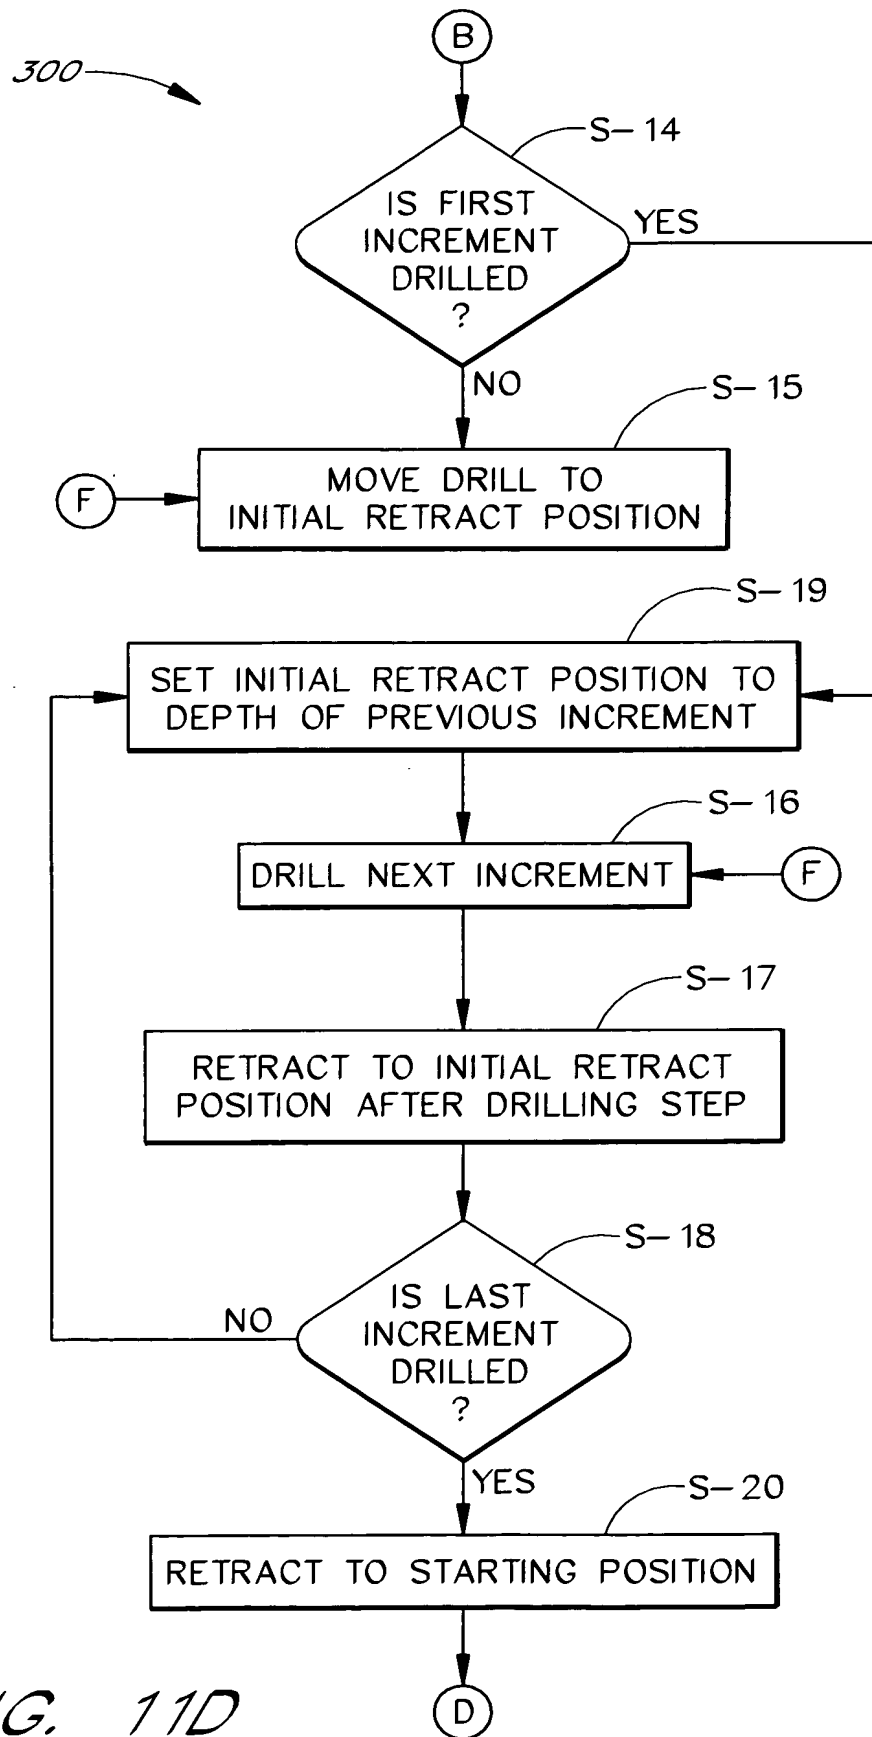 B
300
S-14
IS FIRST
INCREMENT
DRILLED
?
YES
NO
S-15
F
MOVE DRILL TO
INITIAL RETRACT POSITION
S-19
SET INITIAL RETRACT POSITION TO
DEPTH OF PREVIOUS INCREMENT
S-16
DRILL NEXT INCREMENT
F
S-17
RETRACT TO INITIAL RETRACT
POSITION AFTER DRILLING STEP
S-18
IS LAST
INCREMENT
DRILLED
?
NO
YES
S-20
RETRACT TO STARTING POSITION
D
G. 11D